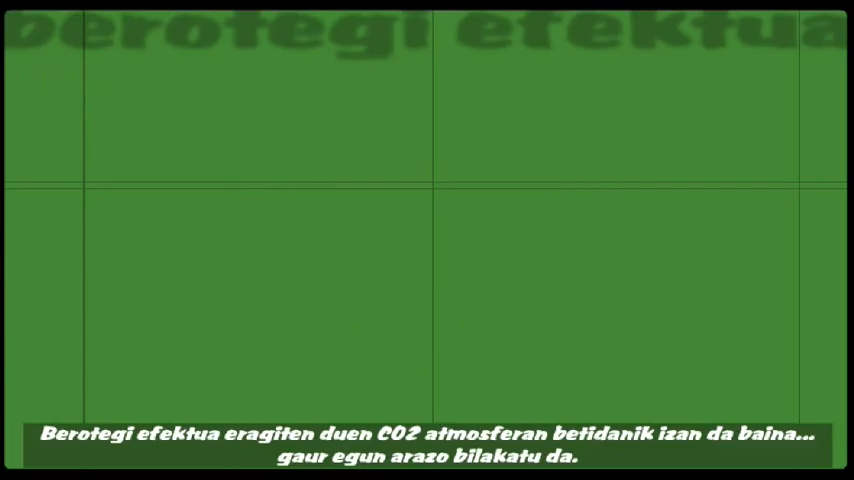 berotegi efektua
Berotegi efektua eragiten duen CO2 atmosferan betidanik izan da baina...
gaur egun arazo bilakatu da.